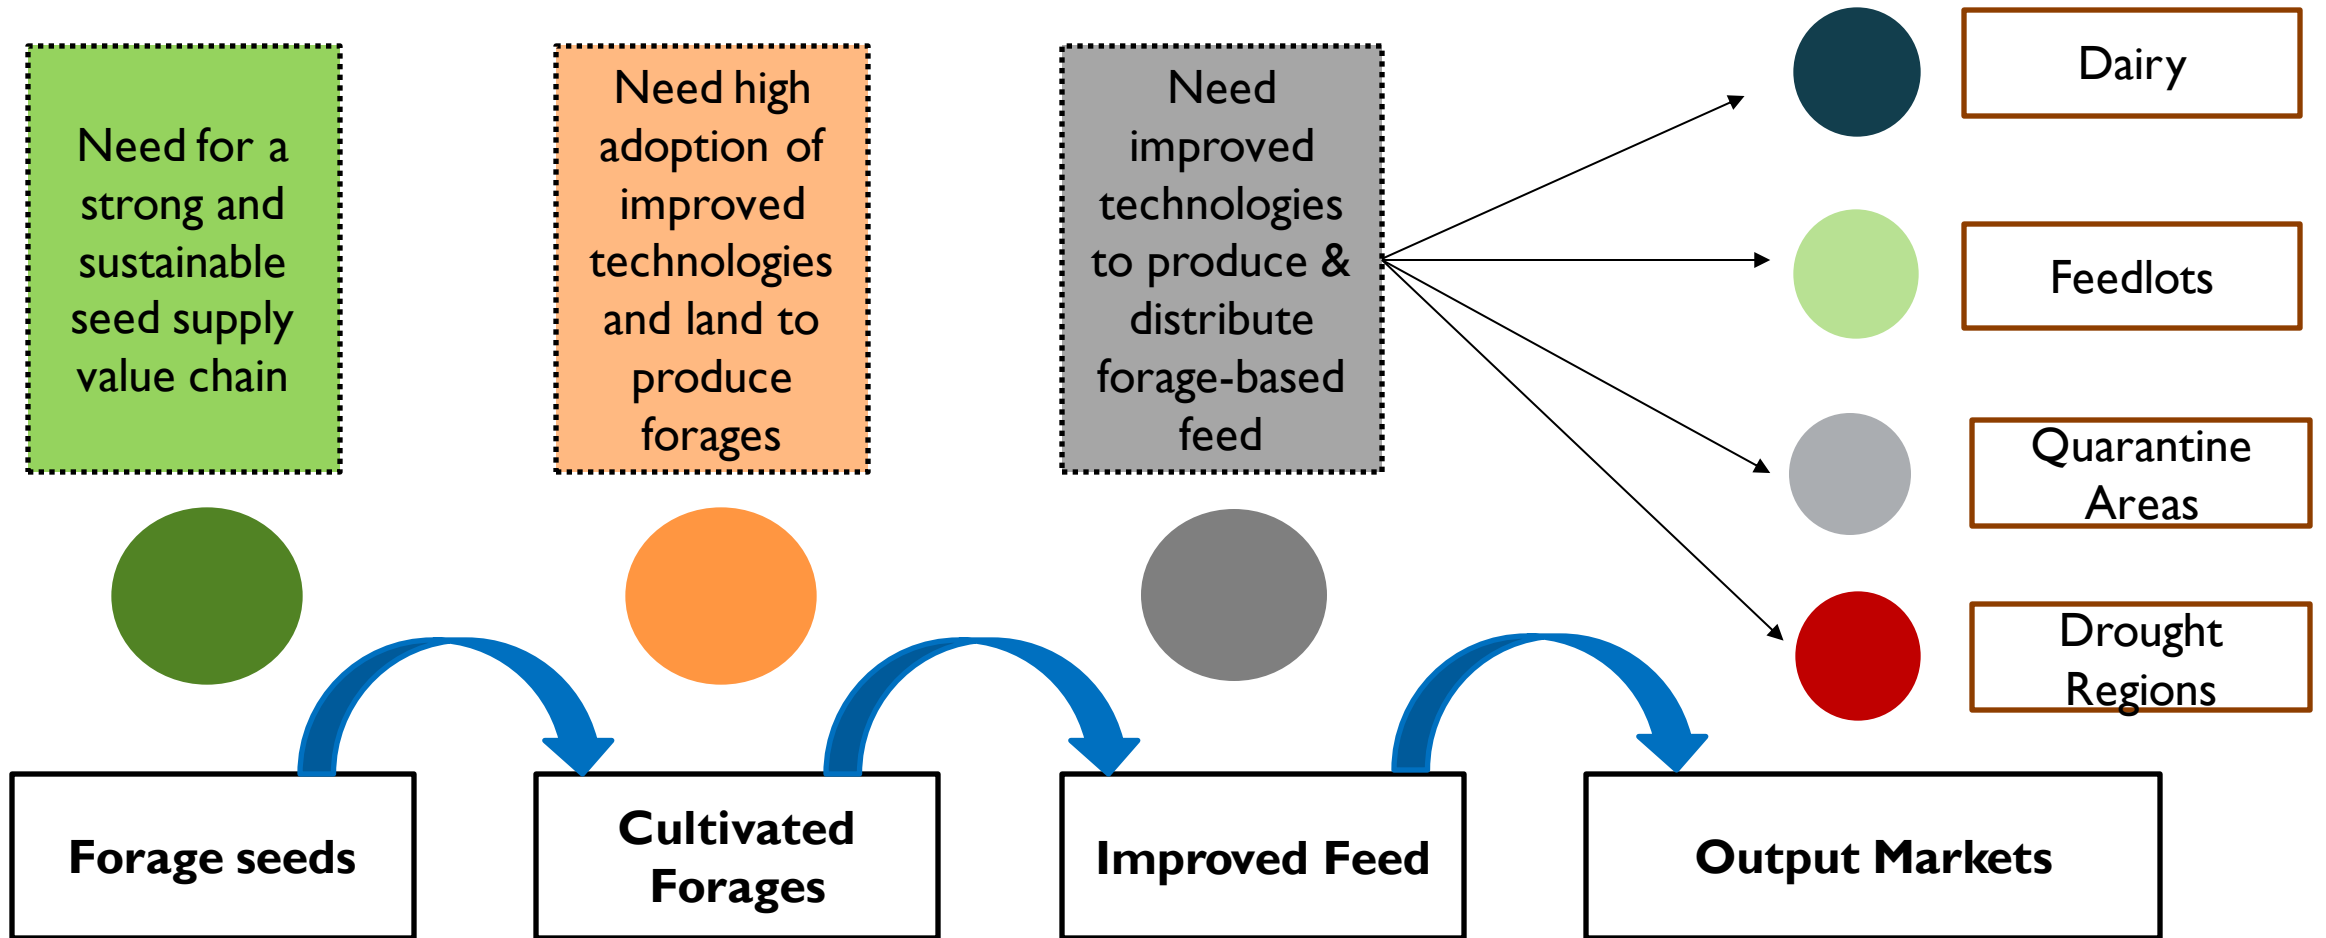 Need for a
strong and
sustainable
seed supply
value chain
Need high
adoption of
improved
technologies
and land to
produce
forages
Need
improved
technologies
to produce &
distribute
forage-based
feed
Dairy
Feedlots
Quarantine
Areas
Drought
Regions
Forage seeds
Cultivated
Forages
Improved Feed
Output Markets